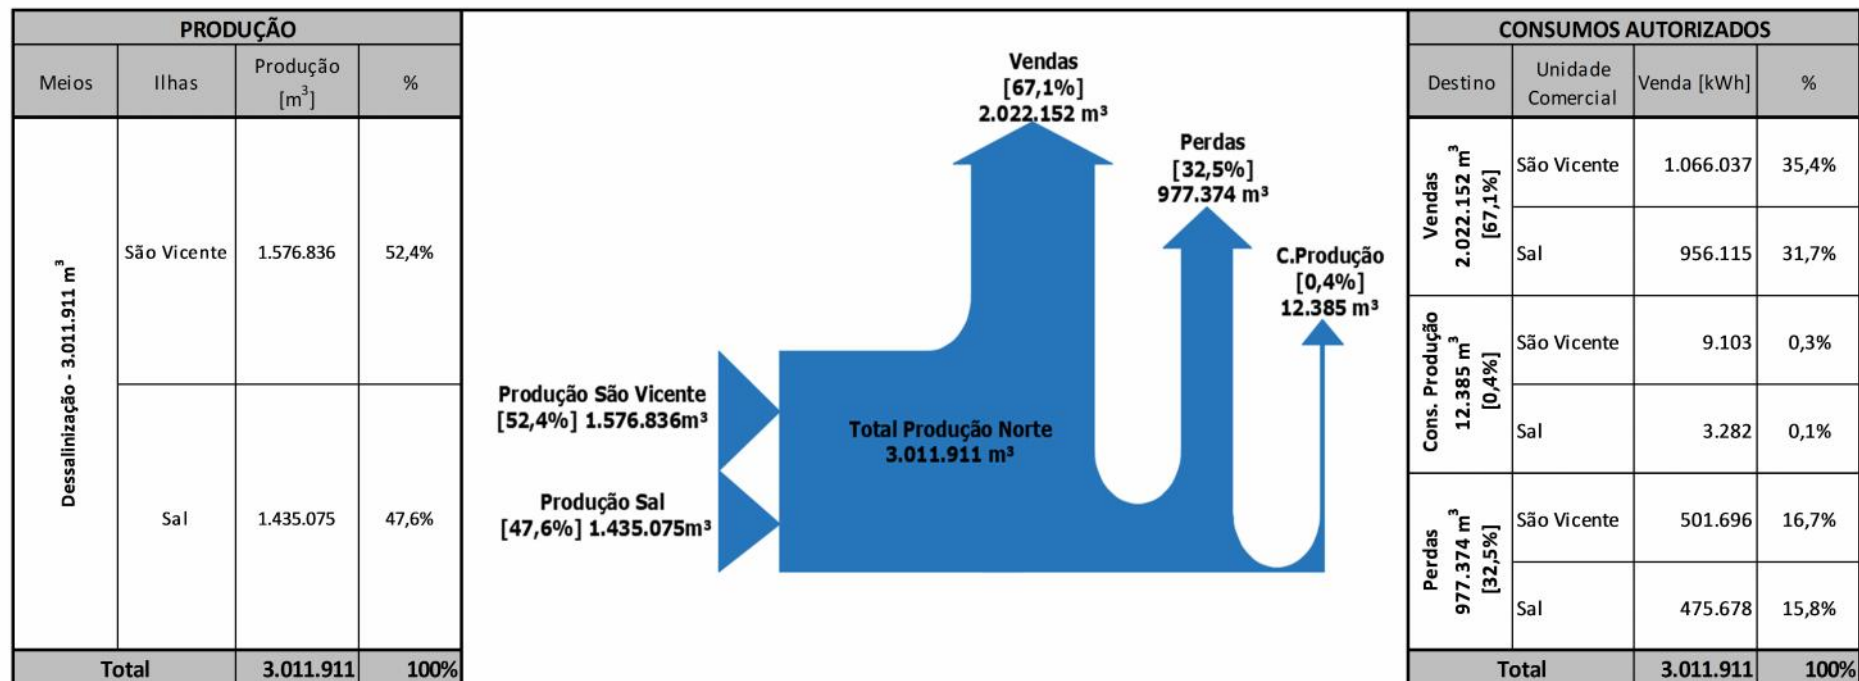 PRODUÇÃO
Meios Ilhas Produção [m³] %
Dessalinização - 3.011.911 m³
São Vicente 1.576.836 52,4%
Sal 1.435.075 47,6%
Total 3.011.911 100%
Vendas
[67,1%]
2.022.152 m³
Perdas
[32,5%]
977.374 m³
C.Produção
[0,4%]
12.385 m³
Produção São Vicente
[52,4%] 1.576.836m³
Produção Sal
[47,6%] 1.435.075m³
Total Produção Norte
3.011.911 m³
CONSUMOS AUTORIZADOS
Destino Unidade Comercial Venda [kWh] %
Vendas
2.022.152 m³
[67,1%]
São Vicente 1.066.037 35,4%
Sal 956.115 31,7%
Cons. Produção
12.385 m³
[0,4%]
São Vicente 9.103 0,3%
Sal 3.282 0,1%
Perdas
977.374 m³
[32,5%]
São Vicente 501.696 16,7%
Sal 475.678 15,8%
Total 3.011.911 100%